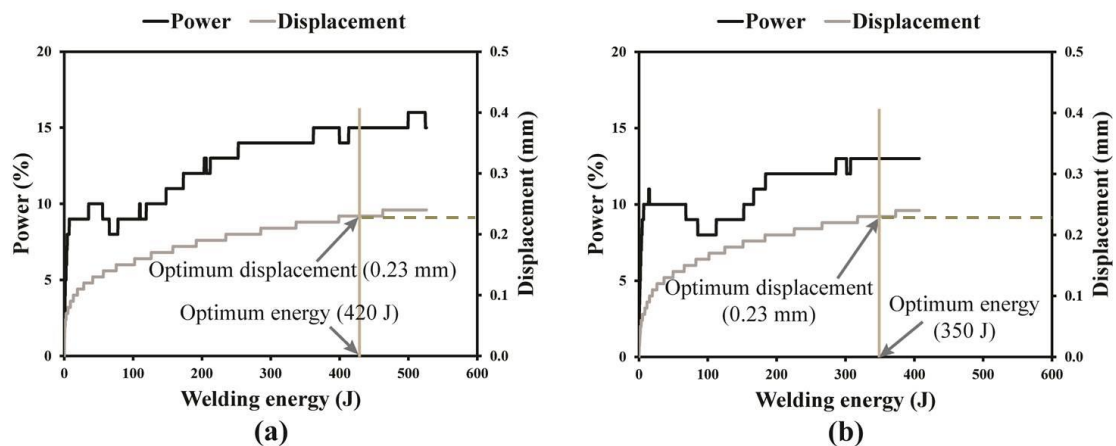 Power Displacement
20
15
10
5
0
Power (%)
0.5
0.4
0.3
0.2
0.1
0.0
Displacement (mm)
Optimum displacement (0.23 mm)
Optimum energy (420 J)
0 100 200 300 400 500 600
Welding energy (J)
(a)
Power Displacement
20
15
10
5
0
Power (%)
0.5
0.4
0.3
0.2
0.1
0.0
Displacement (mm)
Optimum displacement
(0.23 mm)
Optimum energy
(350 J)
0 100 200 300 400 500 600
Welding energy (J)
(b)